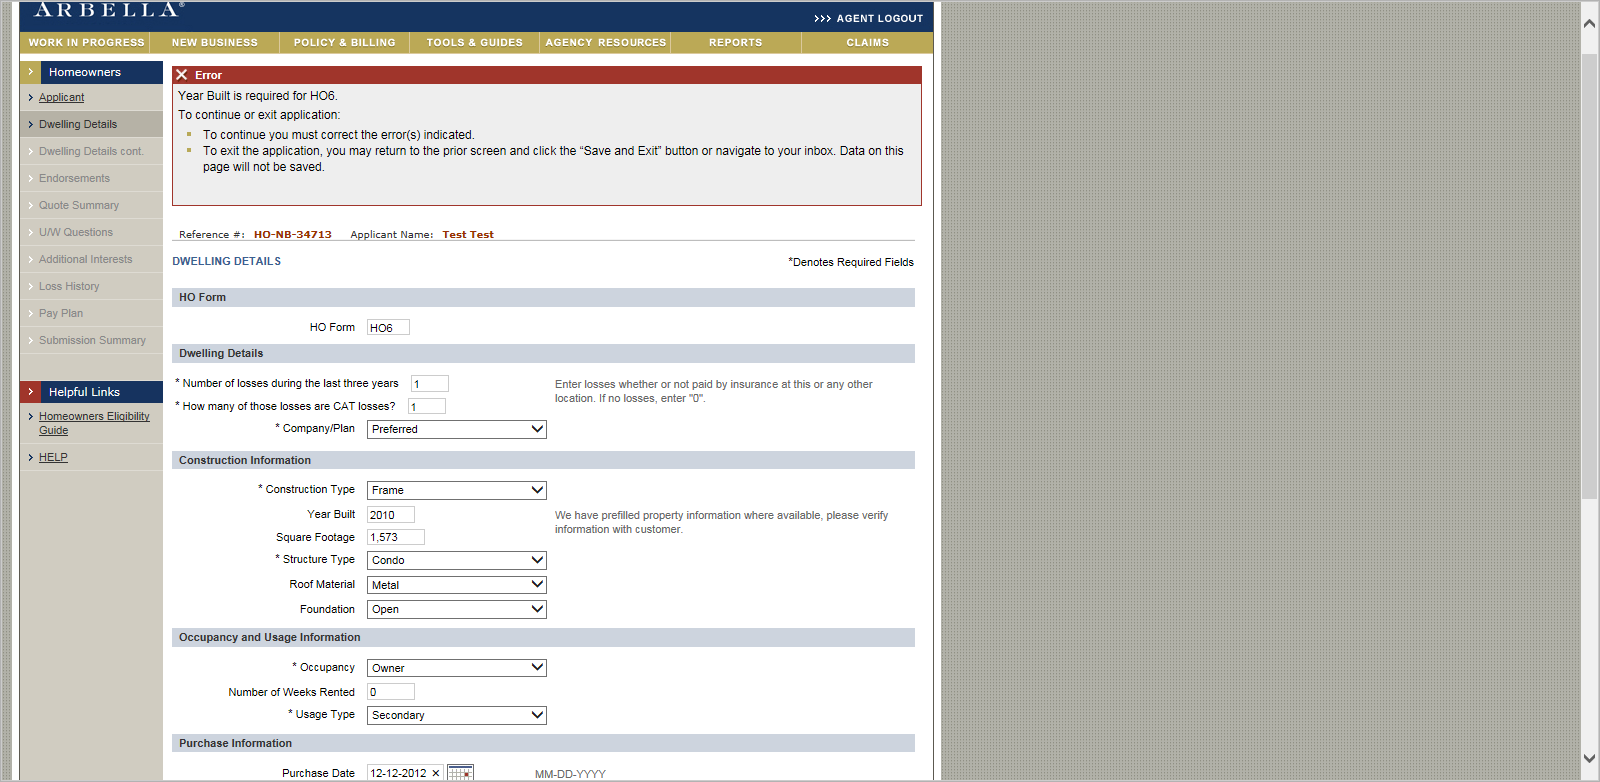 ARBELLA®
>>> AGENT LOGOUT
WORK IN PROGRESS NEW BUSINESS POLICY & BILLING TOOLS & GUIDES AGENCY RESOURCES REPORTS CLAIMS
Homeowners
Applicant
Dwelling Details
Dwelling Details cont.
Endorsements
Quote Summary
U/W Questions
Additional Interests
Loss History
Pay Plan
Submission Summary
Helpful Links
Homeowners Eligibility
Guide
HELP
Error
Year Built is required for HO6.
To continue or exit application:
To continue you must correct the error(s) indicated.
To exit the application, you may return to the prior screen and click the “Save and Exit” button or navigate to your inbox. Data on this
page will not be saved.
Reference #: HO-NB-34713 Applicant Name: Test Test
DWELLING DETAILS *Denotes Required Fields
HO Form
HO Form HO6
Dwelling Details
* Number of losses during the last three years 1
Enter losses whether or not paid by insurance at this or any other
location. If no losses, enter "0".
* How many of those losses are CAT losses? 1
* Company/Plan Preferred
Construction Information
* Construction Type Frame
Year Built 2010
We have prefilled property information where available, please verify
information with customer.
Square Footage 1,573
* Structure Type Condo
Roof Material Metal
Foundation Open
Occupancy and Usage Information
* Occupancy Owner
Number of Weeks Rented 0
* Usage Type Secondary
Purchase Information
Purchase Date 12-12-2012 MM-DD-YYYY